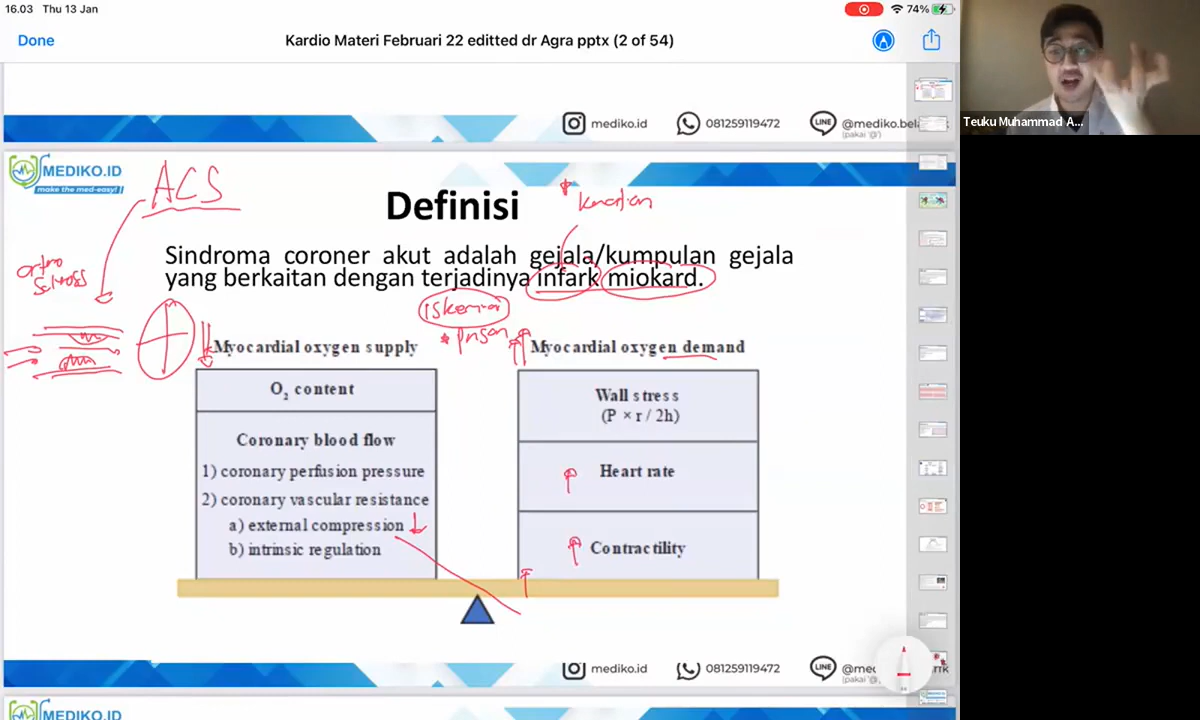 16.03 Thu 13 Jan
74%
Done
Kardio Materi Februari 22 editted dr Agra pptx (2 of 54)
Teuku Muhammad A...
mediko.id
081259119472
@mediko.bela
(pakai '@')
MEDIKO.ID
make the med-easy!
ACS
Definisi
Sindroma coroner akut adalah gejala/kumpulan gejala
yang berkaitan dengan terjadinya infark miokard.
Iskemia
Myocardial oxygen supply
O₂ content
Coronary blood flow
1) coronary perfusion pressure
2) coronary vascular resistance
a) external compression
b) intrinsic regulation
Myocardial oxygen demand
Wall stress
(P × r / 2h)
Heart rate
Contractility
mediko.id
081259119472
MEDIKO.ID